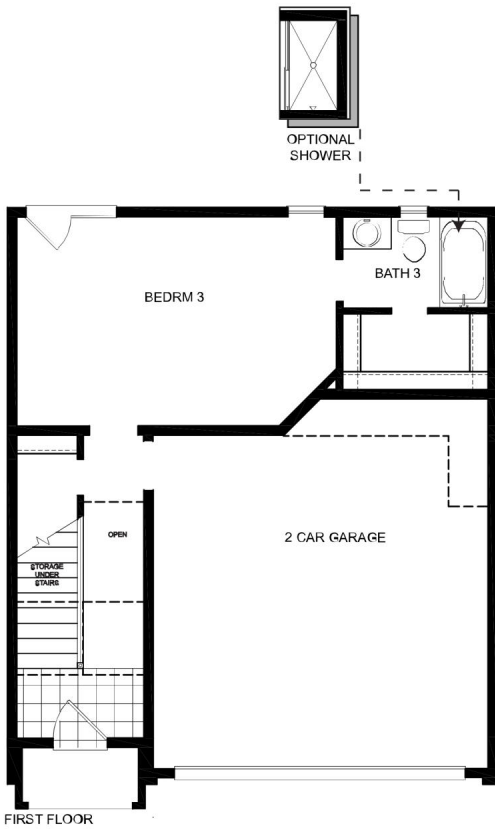 OPTIONAL
SHOWER
BEDRM 3
BATH 3
OPEN
2 CAR GARAGE
STORAGE
UNDER
STAIRS
FIRST FLOOR